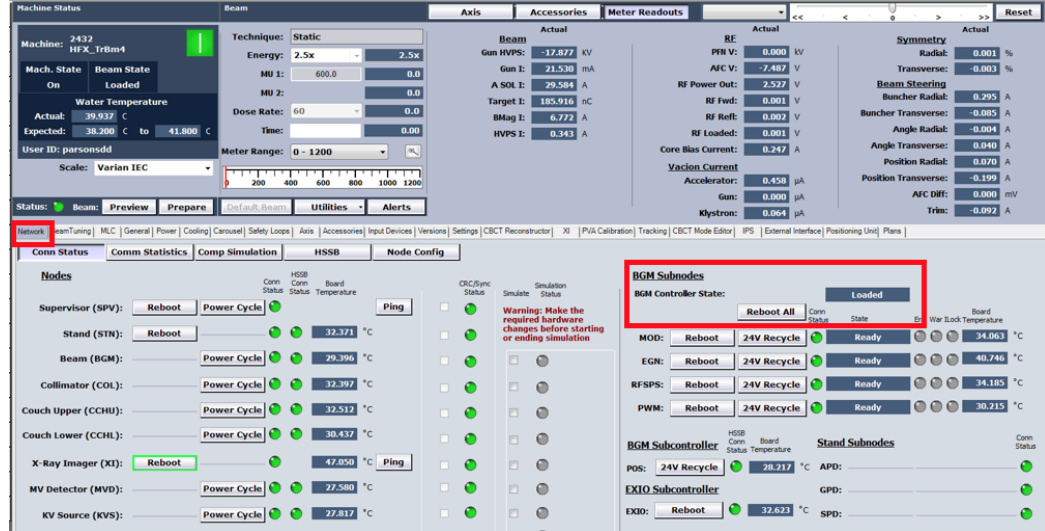 Machine Status
Machine: 2432
HFX_TrBm4
Mach. State Beam State
On Loaded
Water Temperature
Actual: 39.937 C
Expected: 38.200 C to 41.800 C
User ID: parsonsdd
Scale: Varian IEC
Status: Beam: Preview Prepare
Beam
Technique: Static
Energy: 2.5x 2.5x
MU 1: 600.0 0.0
MU 2: 0.0
Dose Rate: 60 0.0
Time: 0.00
Meter Range: 0 - 1200
0 200 400 600 800 1000 1200
Default Beam Utilities Alerts
Axis Accessories Meter Readouts << < 0 > >> Reset
Actual
Beam
Gun HVPS: -17.877 KV
Gun I: 21.530 mA
A SOL I: 29.584 A
Target I: 185.916 nC
BMag I: 6.772 A
HVPS I: 0.343 A
Actual
RF
PFN V: 0.000 kV
AFC V: -7.487 V
RF Power Out: 2.527 V
RF Fwd: 0.001 V
RF Refl: 0.002 V
RF Loaded: 0.001 V
Core Bias Current: 0.247 A
Vacion Current
Accelerator: 0.458 µA
Gun: 0.000 µA
Klystron: 0.064 µA
Actual
Symmetry
Radial: 0.001 %
Transverse: -0.003 %
Beam Steering
Buncher Radial: 0.295 A
Buncher Transverse: -0.085 A
Angle Radial: -0.004 A
Angle Transverse: 0.040 A
Position Radial: 0.070 A
Position Transverse: -0.199 A
AFC Diff: 0.000 mV
Trim: -0.092 A
Network BeamTuning MLC General Power Cooling Carousel Safety Loops Axis Accessories Input Devices Versions Settings CBCT Reconstructor XI PVA Calibration Tracking CBCT Mode Editor IPS External Interface Positioning Unit Plans
Conn Status Comm Statistics Comp Simulation HSSB Node Config
Nodes
Conn Status HSSB Conn Status Board Temperature CRC/Sync Status Simulate Simulation Status
Supervisor (SPV): Reboot Power Cycle Ping
Warning: Make the
required hardware
changes before starting
or ending simulation
Stand (STN): Reboot 32.371 °C
Beam (BGM): Power Cycle 29.396 °C
Collimator (COL): Power Cycle 32.397 °C
Couch Upper (CCHU): Power Cycle 32.512 °C
Couch Lower (CCHL): Power Cycle 30.437 °C
X-Ray Imager (XI): Reboot 47.050 °C Ping
MV Detector (MVD): Power Cycle 27.580 °C
KV Source (KVS): Power Cycle 27.817 °C
BGM Subnodes
BGM Controller State: Loaded
Reboot All Conn Status State War ILock Board Temperature
MOD: Reboot 24V Recycle Ready 34.063 °C
EGN: Reboot 24V Recycle Ready 40.746 °C
RFSPS: Reboot 24V Recycle Ready 34.185 °C
PWM: Reboot 24V Recycle Ready 30.215 °C
BGM Subcontroller HSSB Conn Status Board Temperature
POS: 24V Recycle 28.217 °C
EXIO Subcontroller
EXIO: Reboot 32.623 °C
Stand Subnodes Conn Status
APD:
GPD:
SPD: